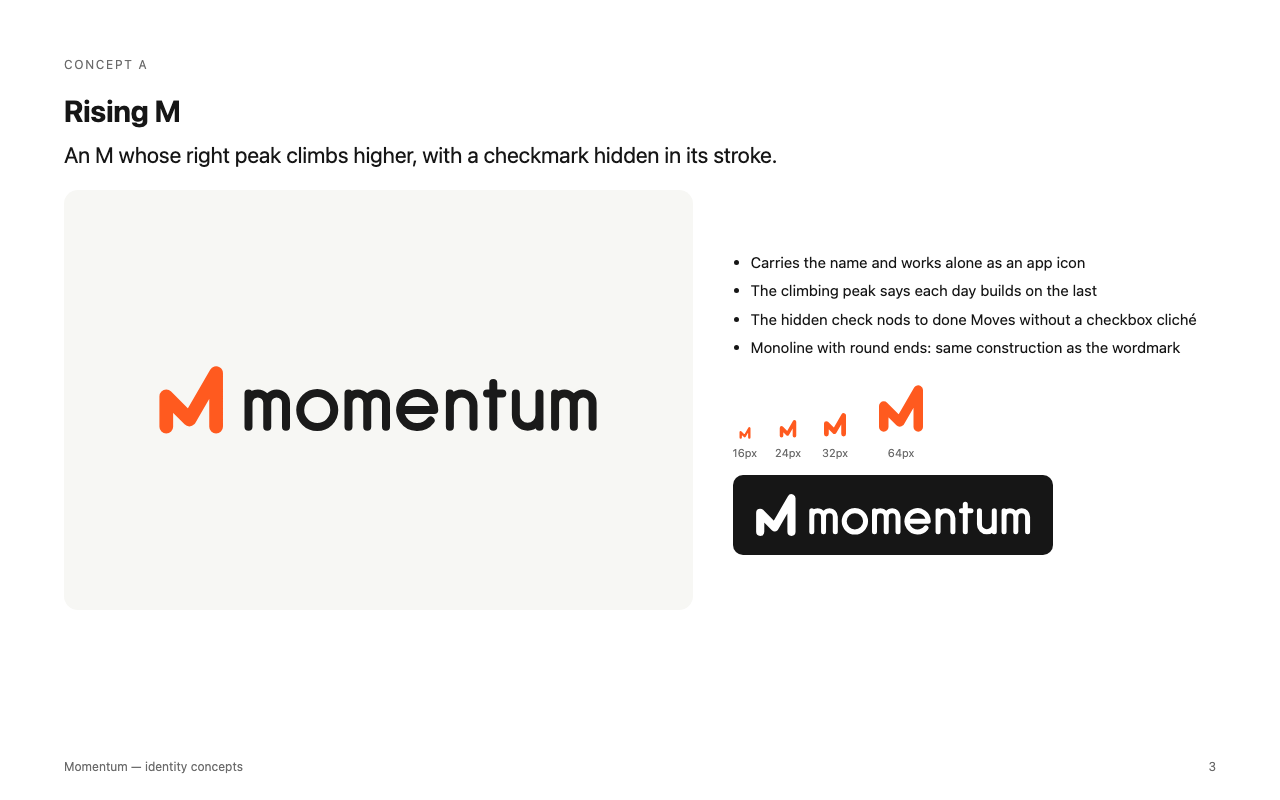 CONCEPT A
Rising M
An M whose right peak climbs higher, with a checkmark hidden in its stroke.
momentum
• Carries the name and works alone as an app icon
• The climbing peak says each day builds on the last
• The hidden check nods to done Moves without a checkbox cliché
• Monoline with round ends: same construction as the wordmark
16px 24px 32px 64px
momentum
Momentum — identity concepts 3